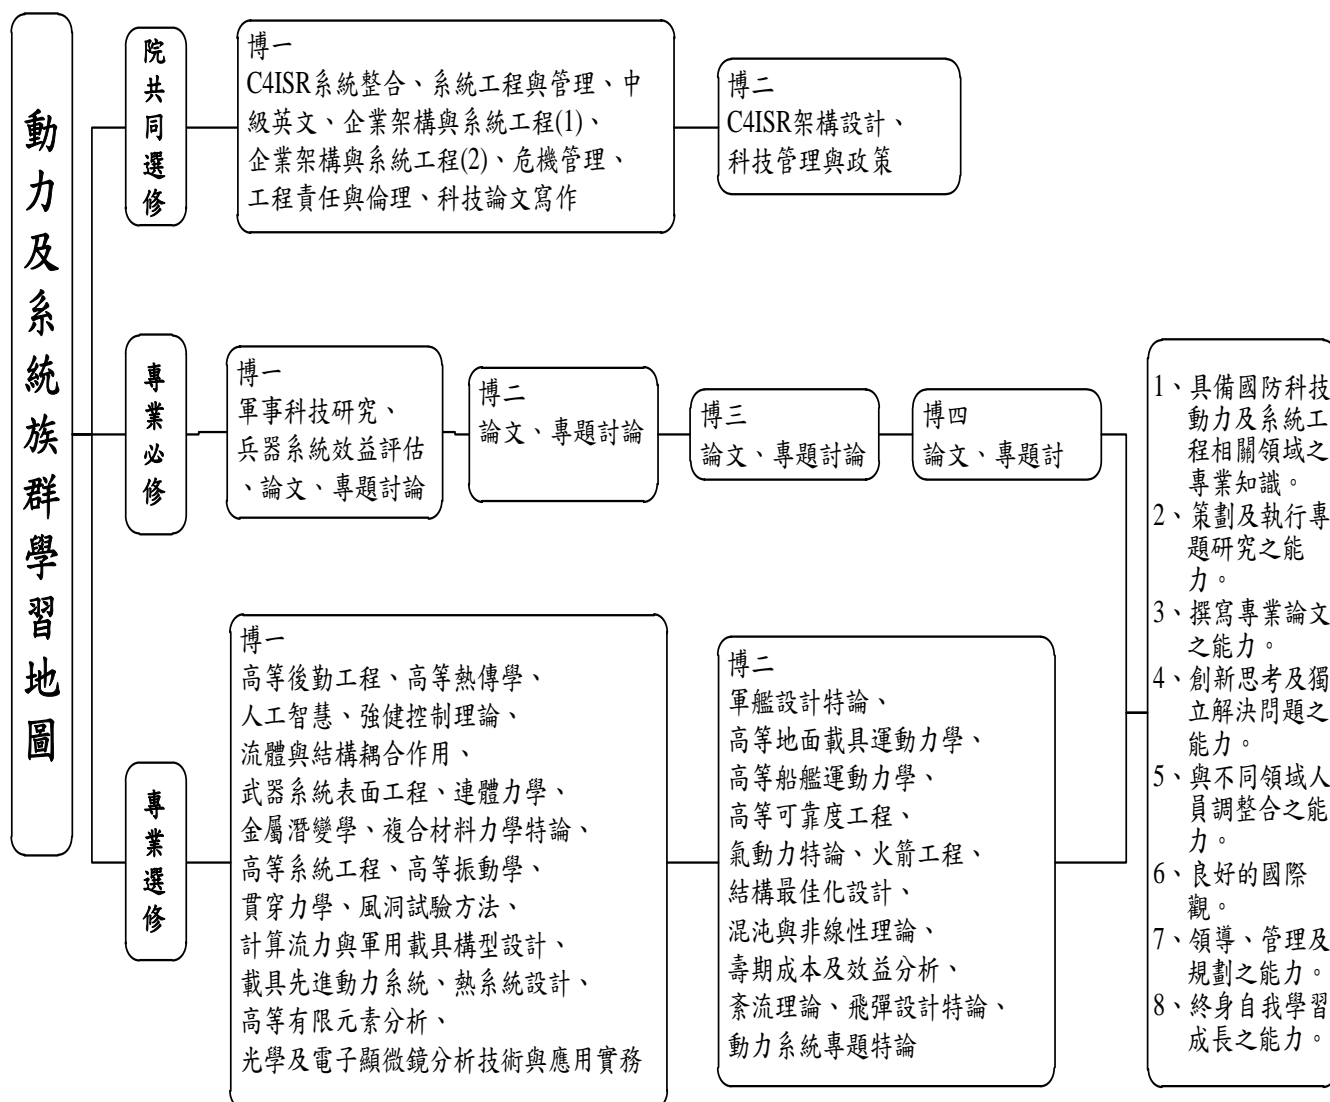 動力及系統族群學習地圖
院共同選修
博一
C4ISR系統整合、系統工程與管理、中
級英文、企業架構與系統工程(1)、
企業架構與系統工程(2)、危機管理、
工程責任與倫理、科技論文寫作
博二
C4ISR架構設計、
科技管理與政策
專業必修
博一
軍事科技研究、
兵器系統效益評估
、論文、專題討論
博二
論文、專題討論
博三
論文、專題討論
博四
論文、專題討
專業選修
博一
高等後勤工程、高等熱傳學、
人工智慧、強健控制理論、
流體與結構耦合作用、
武器系統表面工程、連體力學、
金屬潛變學、複合材料力學特論、
高等系統工程、高等振動學、
貫穿力學、風洞試驗方法、
計算流力與軍用載具構型設計、
載具先進動力系統、熱系統設計、
高等有限元素分析、
光學及電子顯微鏡分析技術與應用實務
博二
軍艦設計特論、
高等地面載具運動力學、
高等船艦運動力學、
高等可靠度工程、
氣動力特論、火箭工程、
結構最佳化設計、
混沌與非線性理論、
壽期成本及效益分析、
紊流理論、飛彈設計特論、
動力系統專題特論
1、具備國防科技
動力及系統工
程相關領域之
專業知識。
2、策劃及執行專
題研究之能
力。
3、撰寫專業論文
之能力。
4、創新思考及獨
立解決問題之
能力。
5、與不同領域人
員調整合之能
力。
6、良好的國際
觀。
7、領導、管理及
規劃之能力。
8、終身自我學習
成長之能力。